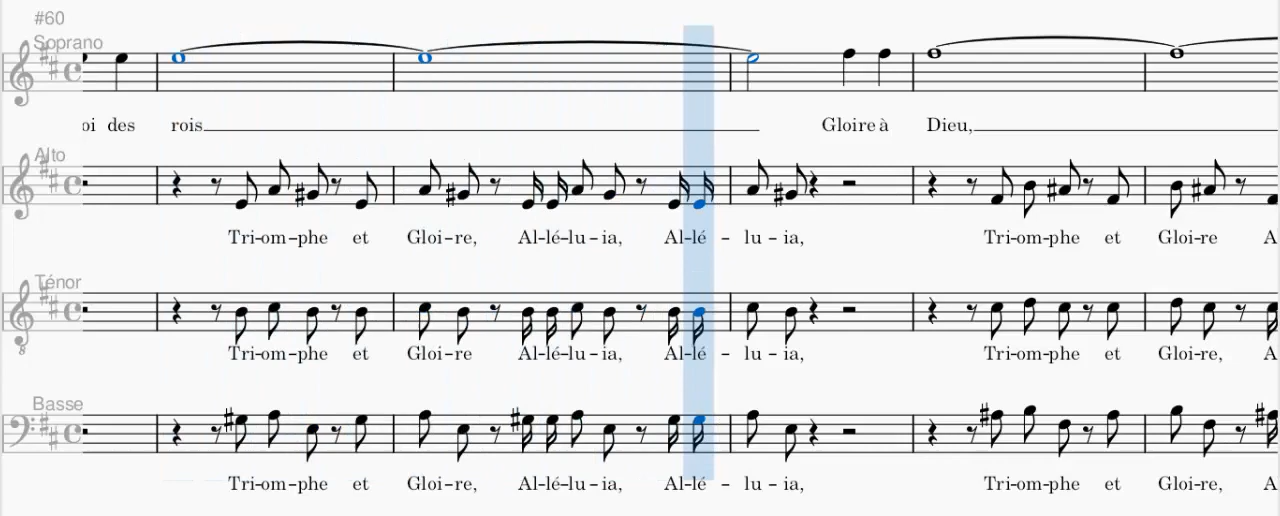 #60
Soprano
oi des rois Gloire à Dieu,
Alto
Tri-om-phe et Gloi-re, Al-lé-lu-ia, Al-lé-lu-ia, Tri-om-phe et Gloi-re A
Ténor
8
Tri-om-phe et Gloi-re Al-lé-lu-ia, Al-lé-lu-ia, Tri-om-phe et Gloi-re, A
Basse
Tri-om-phe et Gloi-re, Al-lé-lu-ia, Al-lé-lu-ia, Tri-om-phe et Gloi-re, A